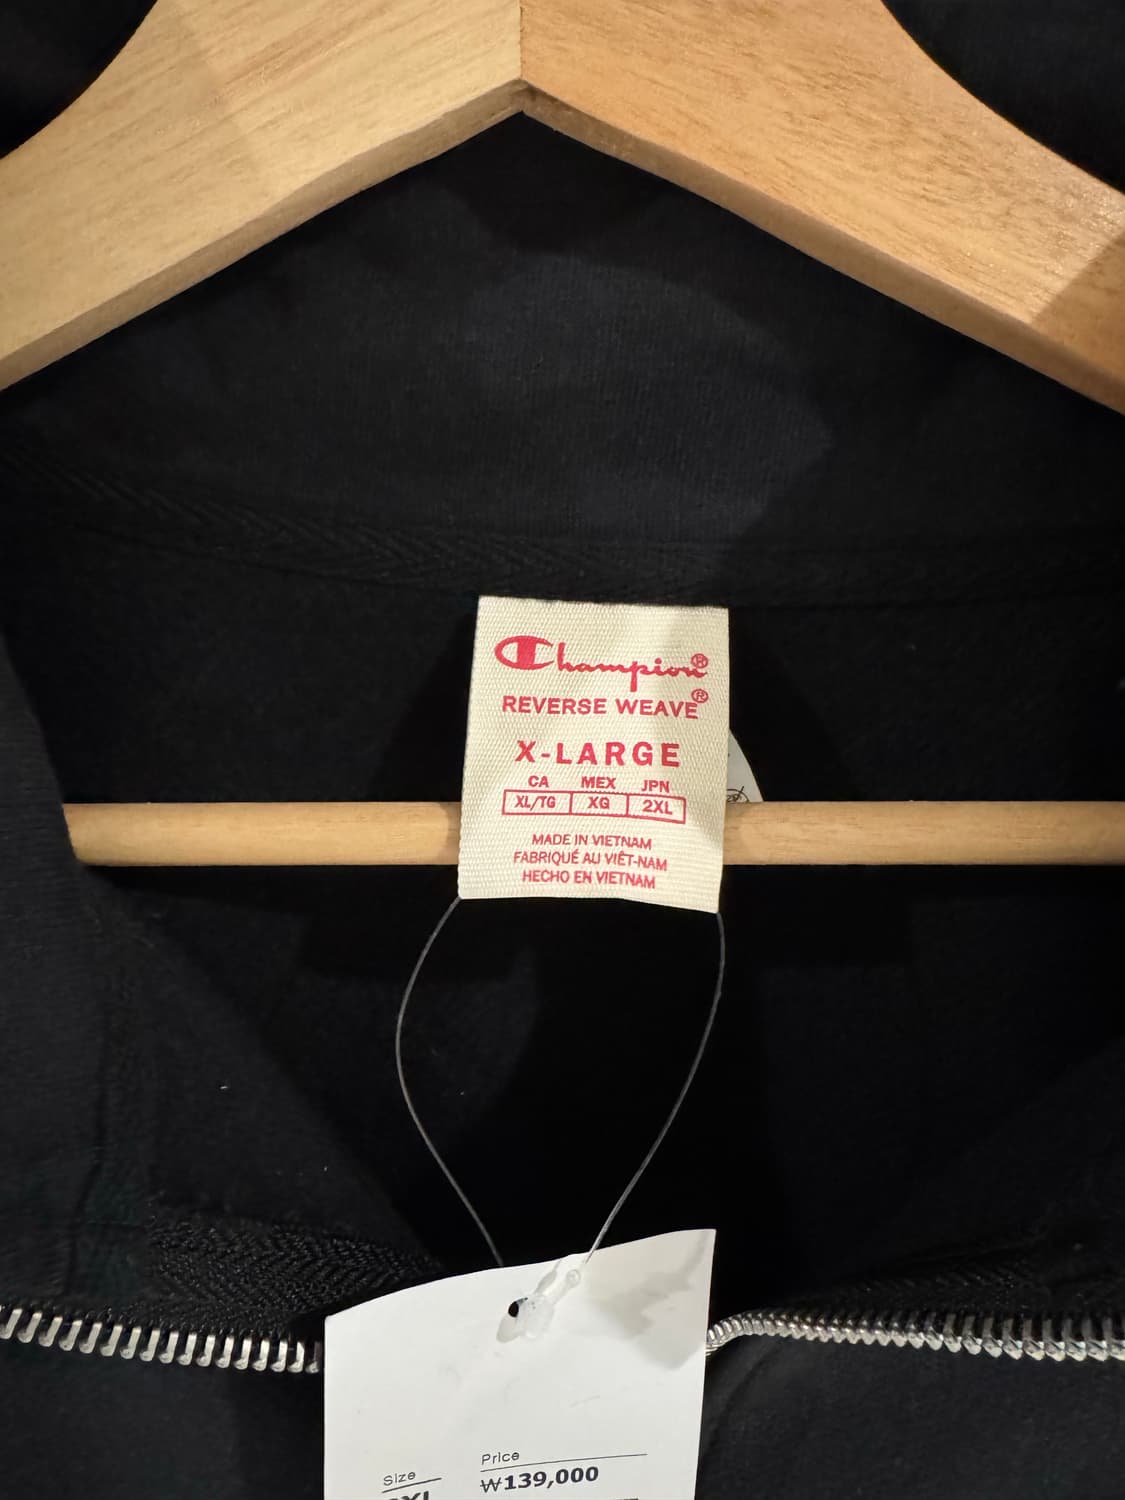 Champion®
REVERSE WEAVE®
X-LARGE
CA MEX JPN
XL/TG XG 2XL
MADE IN VIETNAM
FABRIQUÉ AU VIÊT-NAM
HECHO EN VIETNAM
Size Price
₩139,000